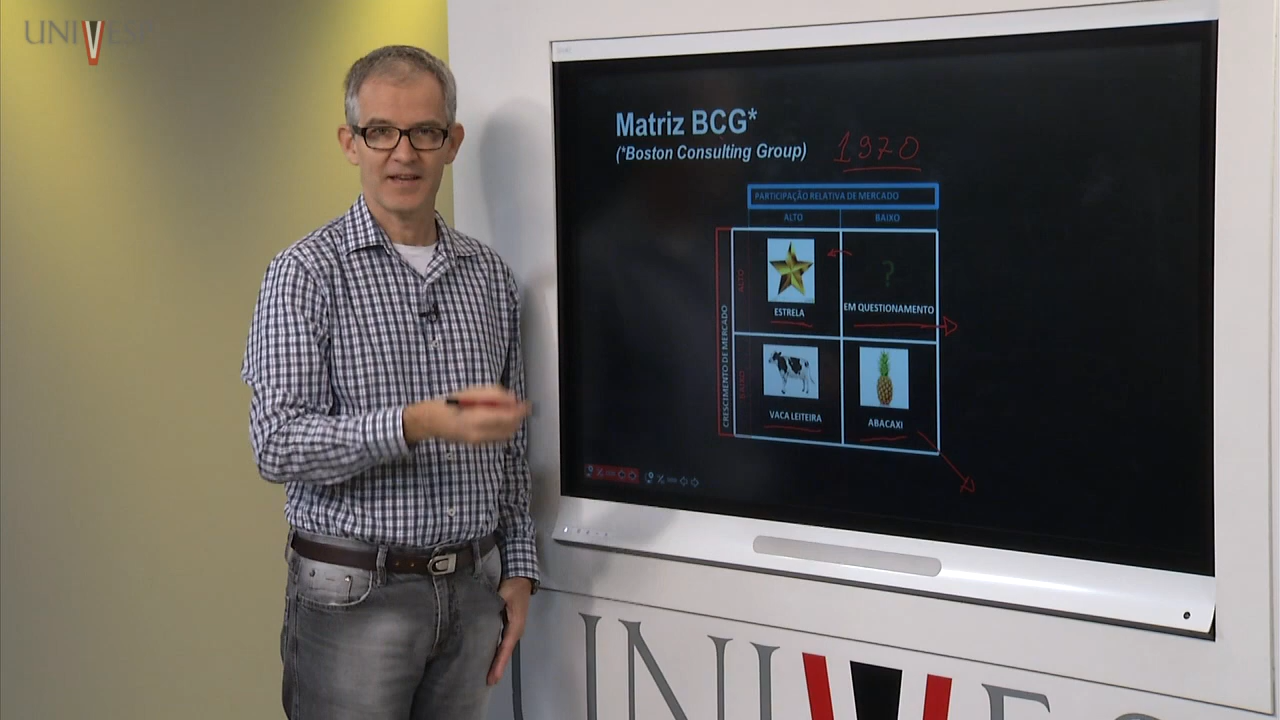 UNIVESP
Matriz BCG*
(*Boston Consulting Group)
1970
PARTICIPAÇÃO RELATIVA DE MERCADO
ALTO BAIXO
CRESCIMENTO DE MERCADO
ALTO
?
ESTRELA
EM QUESTIONAMENTO
BAIXO
VACA LEITEIRA
ABACAXI
UNIVES